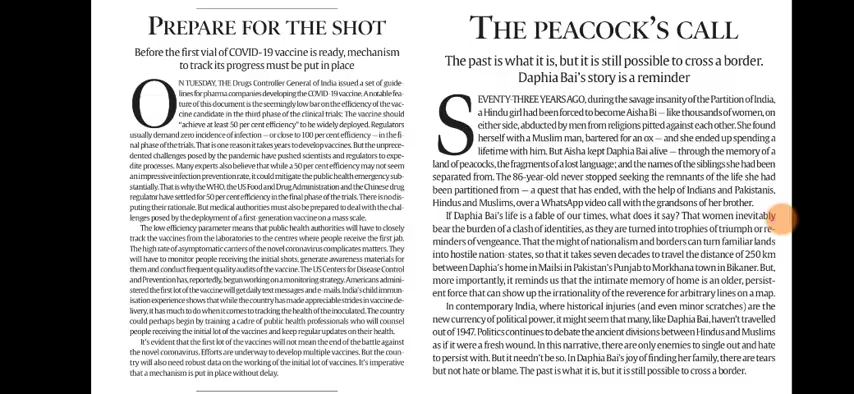 PREPARE FOR THE SHOT
Before the first vial of COVID-19 vaccine is ready, mechanism
to track its progress must be put in place
ON TUESDAY, THE Drugs Controller General of India issued a set of guide-
lines for pharma companies developing the COVID-19 vaccine. A notable fea-
ture of this document is the seemingly low bar on the efficiency of the vac-
cine candidate in the third phase of the clinical trials: The vaccine should
"achieve at least 50 per cent efficiency" to be widely deployed. Regulators
usually demand zero incidence of infection — or close to 100 per cent efficiency — in the fi-
nal phase of the trials. That is one reason it takes years to develop vaccines. But the unprece-
dented challenges posed by the pandemic have pushed scientists and regulators to expe-
dite processes. Many experts also believe that while a 50 per cent efficiency may not seem
an impressive infection prevention rate, it could mitigate the public health emergency sub-
stantially. That is why the WHO, the US Food and Drug Administration and the Chinese drug
regulator have settled for 50 per cent efficiency in the final phase of the trials. There is no dis-
puting their rationale. But medical authorities must also be prepared to deal with the chal-
lenges posed by the deployment of a first-generation vaccine on a mass scale.
The low efficiency parameter means that public health authorities will have to closely
track the vaccines from the laboratories to the centres where people receive the first jab.
The high rate of asymptomatic carriers of the novel coronavirus complicates matters. They
will have to monitor people receiving the initial shots, generate awareness materials for
them and conduct frequent quality audits of the vaccine. The US Centers for Disease Control
and Prevention has, reportedly, begun working on a monitoring strategy. Americans admini-
stered the first lot of the vaccine will get daily text messages and e-mails. India's child immun-
isation experience shows that while the country has made appreciable strides in vaccine de-
livery, it has much to do when it comes to tracking the health of the inoculated. The country
could perhaps begin by training a cadre of public health professionals who will counsel
people receiving the initial lot of the vaccines and keep regular updates on their health.
It's evident that the first lot of the vaccines will not mean the end of the battle against
the novel coronavirus. Efforts are underway to develop multiple vaccines. But the coun-
try will also need robust data on the working of the initial lot of vaccines. It's imperative
that a mechanism is put in place without delay.
THE PEACOCK'S CALL
The past is what it is, but it is still possible to cross a border.
Daphia Bai's story is a reminder
SEVENTY-THREE YEARS AGO, during the savage insanity of the Partition of India,
a Hindu girl had been forced to become Aisha Bi — like thousands of women, on
either side, abducted by men from religions pitted against each other. She found
herself with a Muslim man, bartered for an ox — and she ended up spending a
lifetime with him. But Aisha kept Daphia Bai alive — through the memory of a
land of peacocks, the fragments of a lost language; and the names of the siblings she had been
separated from. The 86-year-old never stopped seeking the remnants of the life she had
been partitioned from — a quest that has ended, with the help of Indians and Pakistanis,
Hindus and Muslims, over a WhatsApp video call with the grandsons of her brother.
If Daphia Bai's life is a fable of our times, what does it say? That women inevitably
bear the burden of a clash of identities, as they are turned into trophies of triumph or re-
minders of vengeance. That the might of nationalism and borders can turn familiar lands
into hostile nation-states, so that it takes seven decades to travel the distance of 250 km
between Daphia's home in Mailsi in Pakistan's Punjab to Morkhana town in Bikaner. But,
more importantly, it reminds us that the intimate memory of home is an older, persist-
ent force that can show up the irrationality of the reverence for arbitrary lines on a map.
In contemporary India, where historical injuries (and even minor scratches) are the
new currency of political power, it might seem that many, like Daphia Bai, haven't travelled
out of 1947. Politics continues to debate the ancient divisions between Hindus and Muslims
as if it were a fresh wound. In this narrative, there are only enemies to single out and hate
to persist with. But it needn't be so. In Daphia Bai's joy of finding her family, there are tears
but not hate or blame. The past is what it is, but it is still possible to cross a border.